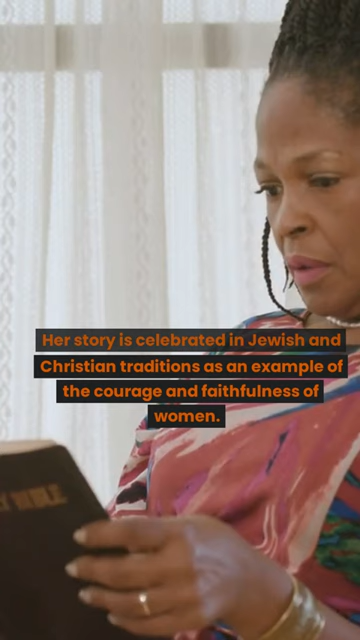 Her story is celebrated in Jewish and
Christian traditions as an example of
the courage and faithfulness of
women.
BIBLE